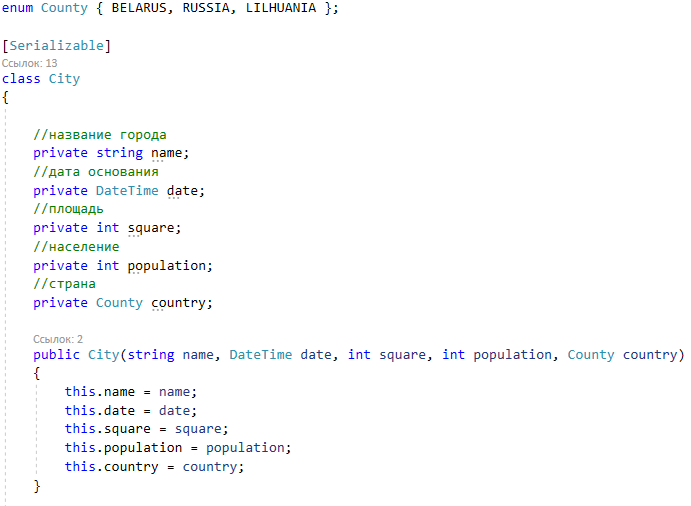 enum County { BELARUS, RUSSIA, LILHUANIA };
[Serializable]
Ссылок: 13
class City
{
//название города
private string name;
//дата основания
private DateTime date;
//площадь
private int square;
//население
private int population;
//страна
private County country;
Ссылок: 2
public City(string name, DateTime date, int square, int population, County country)
{
this.name = name;
this.date = date;
this.square = square;
this.population = population;
this.country = country;
}